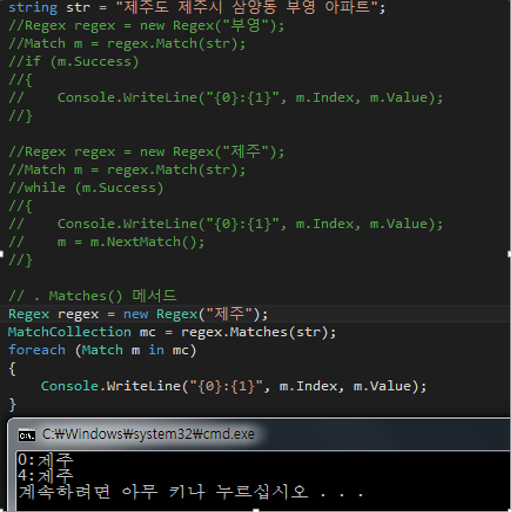 string str = "제주도 제주시 삼양동 부영 아파트";
//Regex regex = new Regex("부영");
//Match m = regex.Match(str);
//if (m.Success)
//{
//    Console.WriteLine("{0}:{1}", m.Index, m.Value);
//}
//Regex regex = new Regex("제주");
//Match m = regex.Match(str);
//while (m.Success)
//{
//    Console.WriteLine("{0}:{1}", m.Index, m.Value);
//    m = m.NextMatch();
//}
// . Matches() 메서드
Regex regex = new Regex("제주");
MatchCollection mc = regex.Matches(str);
foreach (Match m in mc)
{
    Console.WriteLine("{0}:{1}", m.Index, m.Value);
}
C:\Windows\system32\cmd.exe
0:제주
4:제주
계속하려면 아무 키나 누르십시오 . . .